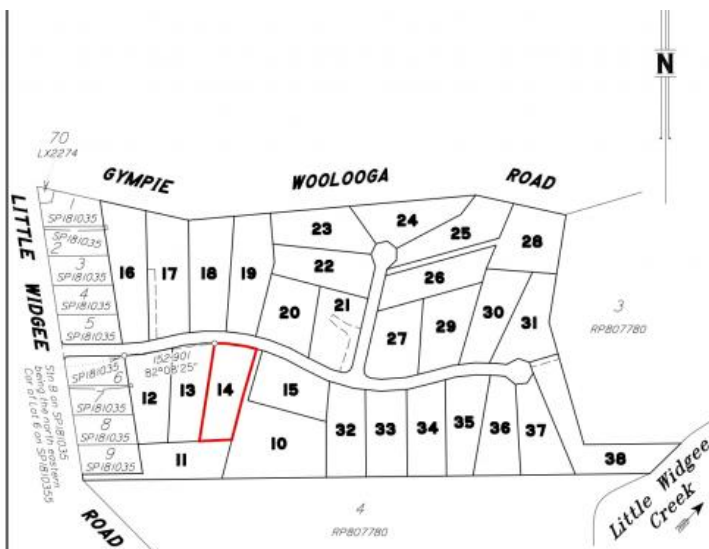 N
70
LX2274
GYMPIE WOOLOOGA ROAD
LITTLE WIDGEE ROAD
1
SP181035
2
SP181035
3
SP181035
4
SP181035
5
SP181035
SP181035
6
7
SP181035
8
SP181035
9
SP181035
16
17
18
19
23
24
25
28
22
26
20
21
27
29
30
31
3
RP807780
152·901
82°08'25"
12
13
14
15
10
11
32
33
34
35
36
37
38
Stn B on SP181035
being the north eastern
Cor of Lot 6 on SP1810355
4
RP807780
Little Widgee
Creek